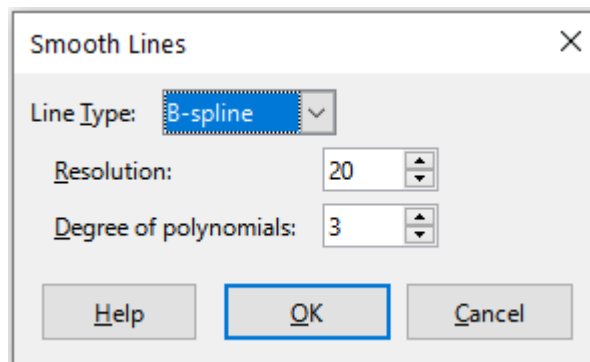 Smooth Lines
Line Type: B-spline
Resolution: 20
Degree of polynomials: 3
Help OK Cancel